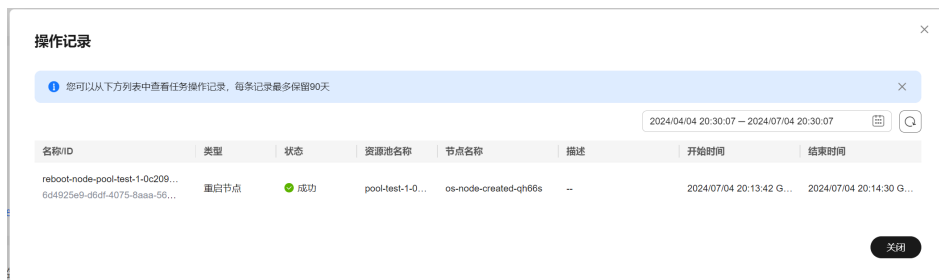 操作记录
您可以从下方列表中查看任务操作记录，每条记录最多保留90天
2024/04/04 20:30:07 — 2024/07/04 20:30:07
名称/ID 类型 状态 资源池名称 节点名称 描述 开始时间 结束时间
reboot-node-pool-test-1-0c209...
6d4925e9-d6df-4075-8aaa-56...
重启节点 成功 pool-test-1-0... os-node-created-qh66s -- 2024/07/04 20:13:42 G... 2024/07/04 20:14:30 G...
关闭